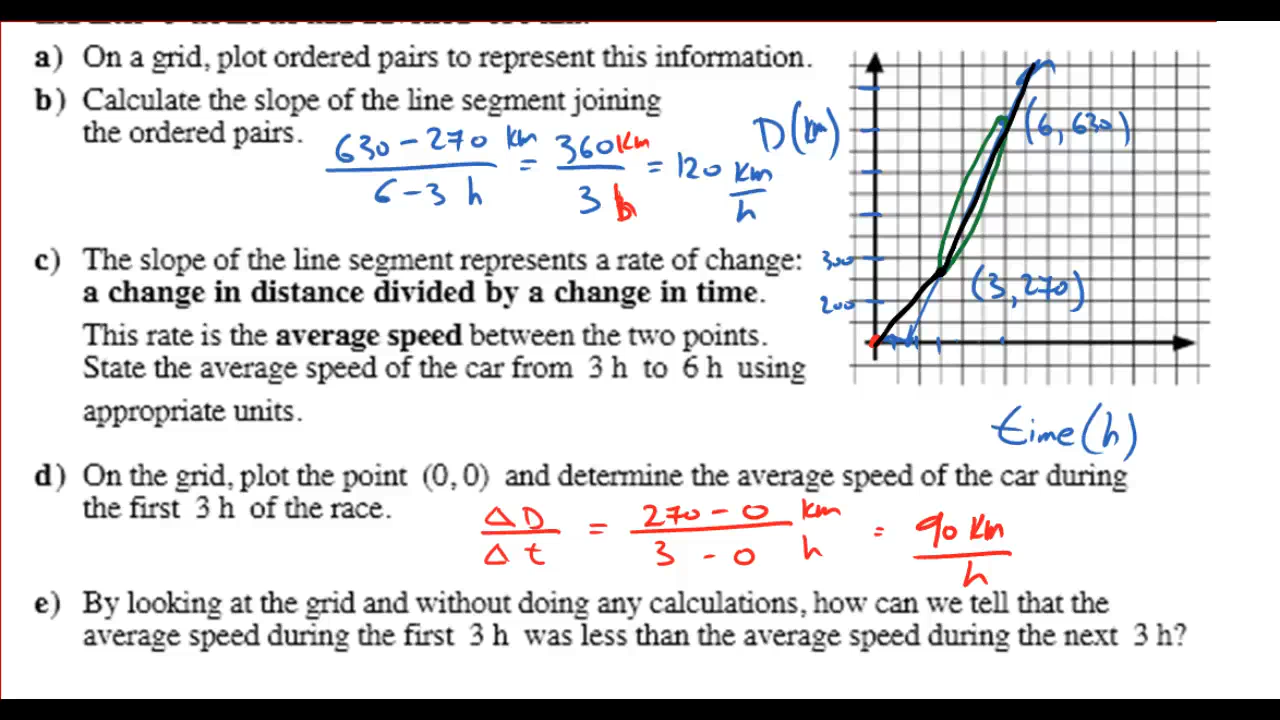 a) On a grid, plot ordered pairs to represent this information.
b) Calculate the slope of the line segment joining
the ordered pairs.
630 - 270 km / 6 - 3 h = 360 km / 3 h = 120 km / h
D (km)
(6, 630)
300
(3, 270)
200
time (h)
c) The slope of the line segment represents a rate of change:
a change in distance divided by a change in time.
This rate is the average speed between the two points.
State the average speed of the car from 3 h to 6 h using
appropriate units.
d) On the grid, plot the point (0, 0) and determine the average speed of the car during
the first 3 h of the race.
ΔD / Δt = 270 - 0 km / 3 - 0 h = 90 km / h
e) By looking at the grid and without doing any calculations, how can we tell that the
average speed during the first 3 h was less than the average speed during the next 3 h?